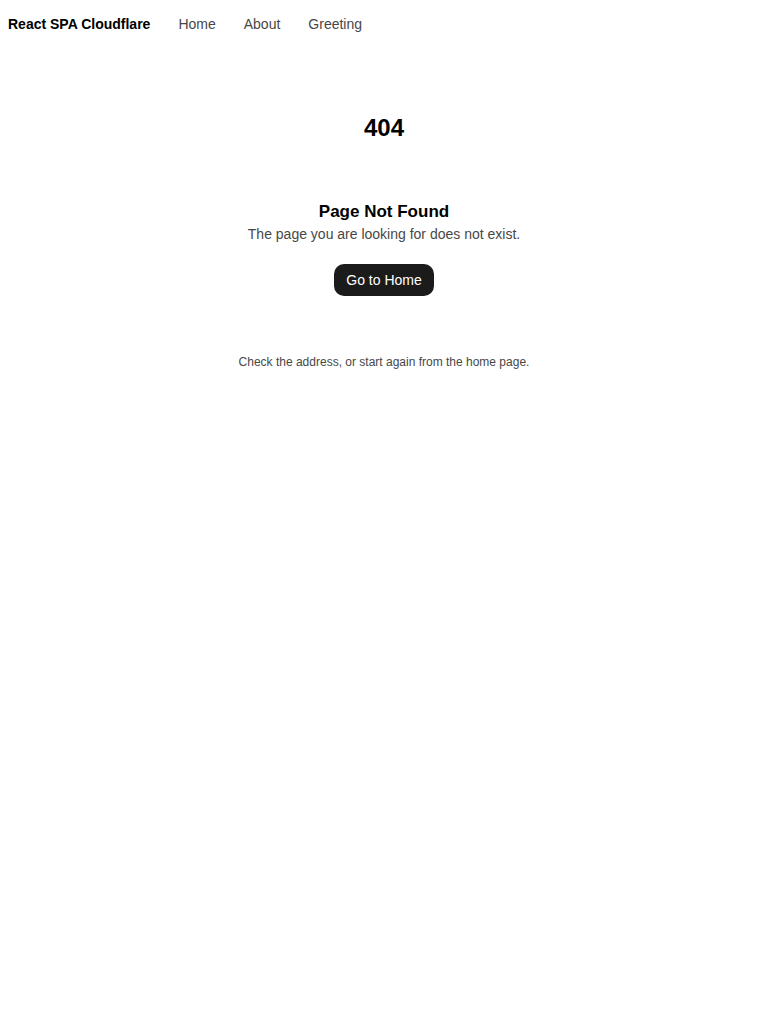 React SPA Cloudflare Home About Greeting
404
Page Not Found
The page you are looking for does not exist.
Go to Home
Check the address, or start again from the home page.